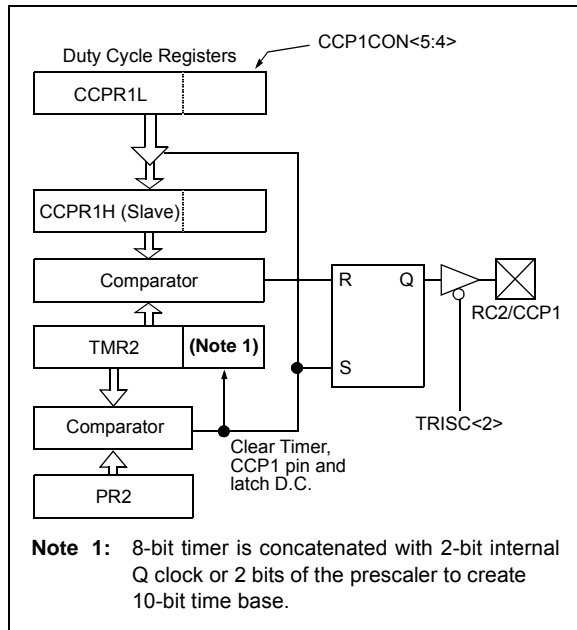 CCP1CON<5:4>
Duty Cycle Registers
CCPR1L
CCPR1H (Slave)
Comparator
R
Q
RC2/CCP1
TMR2
(Note 1)
S
TRISC<2>
Comparator
Clear Timer,
CCP1 pin and
latch D.C.
PR2
Note 1: 8-bit timer is concatenated with 2-bit internal
Q clock or 2 bits of the prescaler to create
10-bit time base.